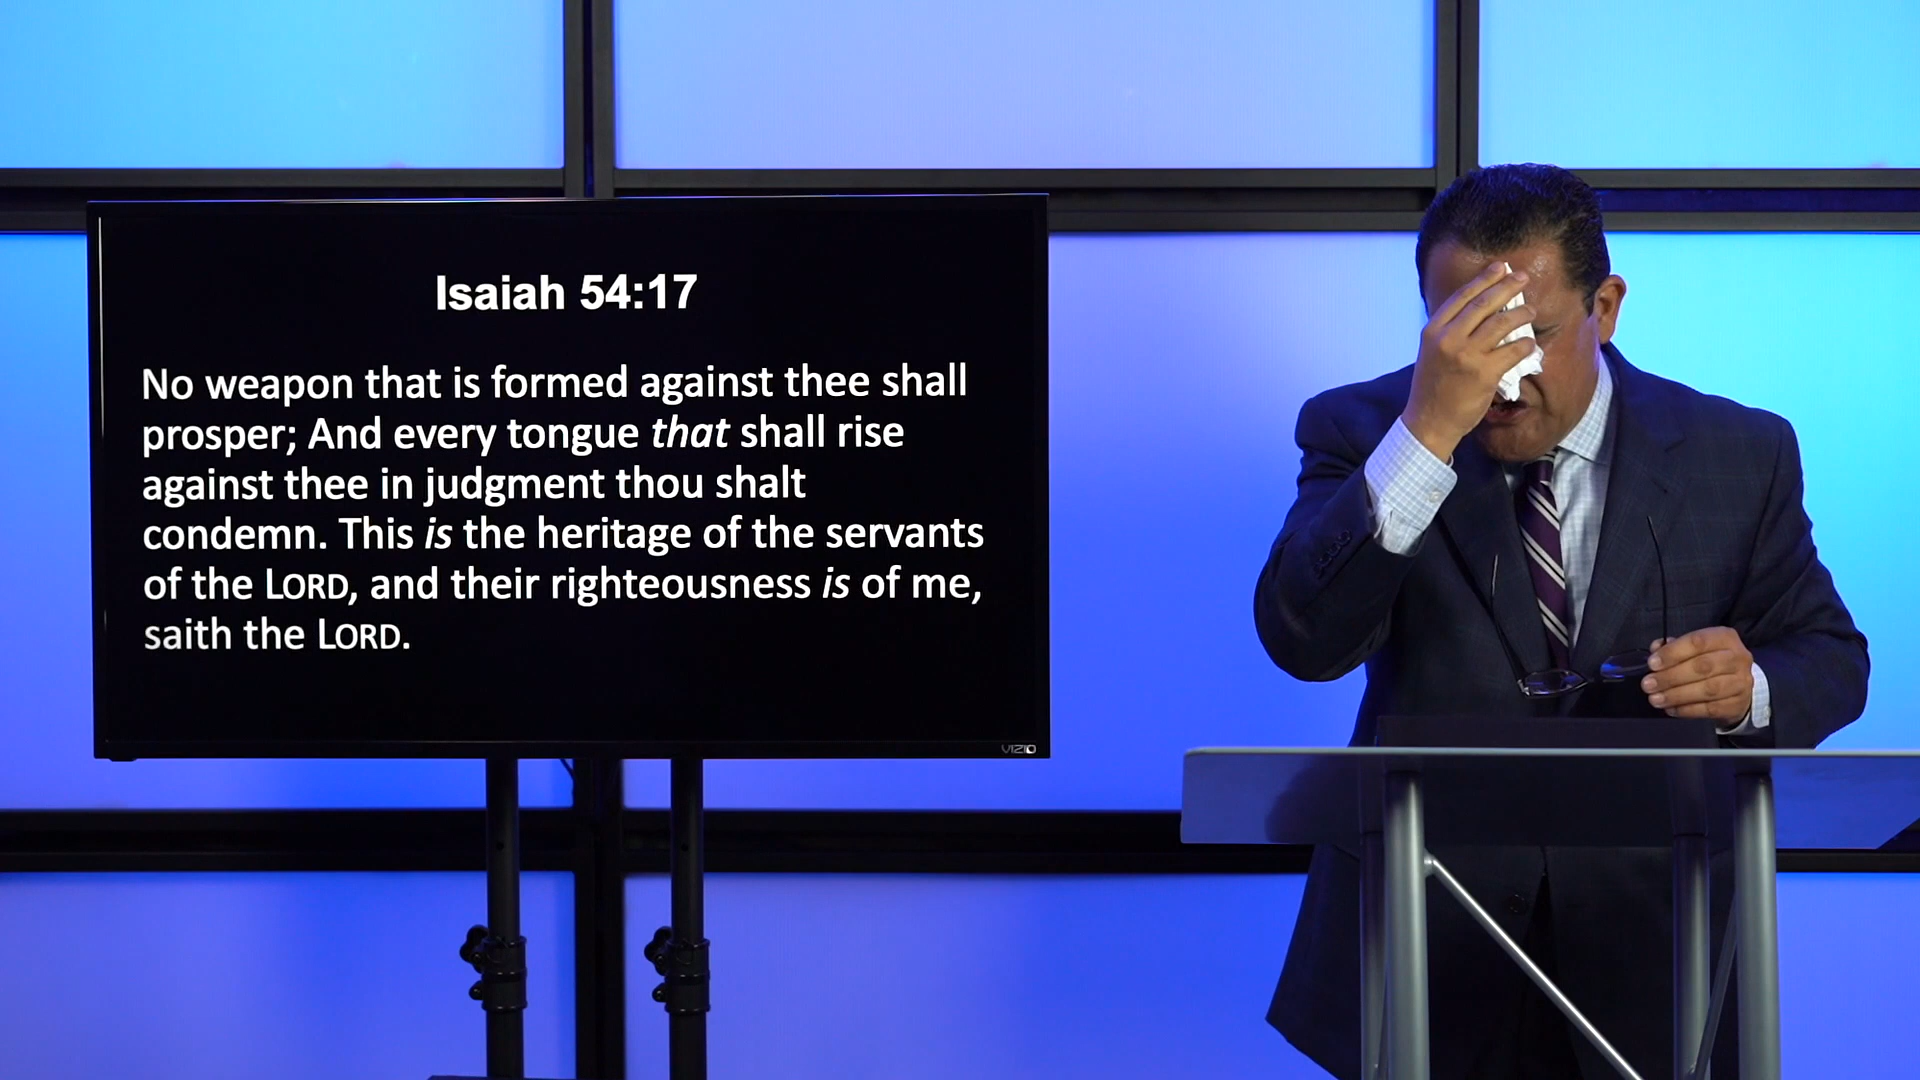 Isaiah 54:17
No weapon that is formed against thee shall
prosper; And every tongue that shall rise
against thee in judgment thou shalt
condemn. This is the heritage of the servants
of the LORD, and their righteousness is of me,
saith the LORD.
VIZIO